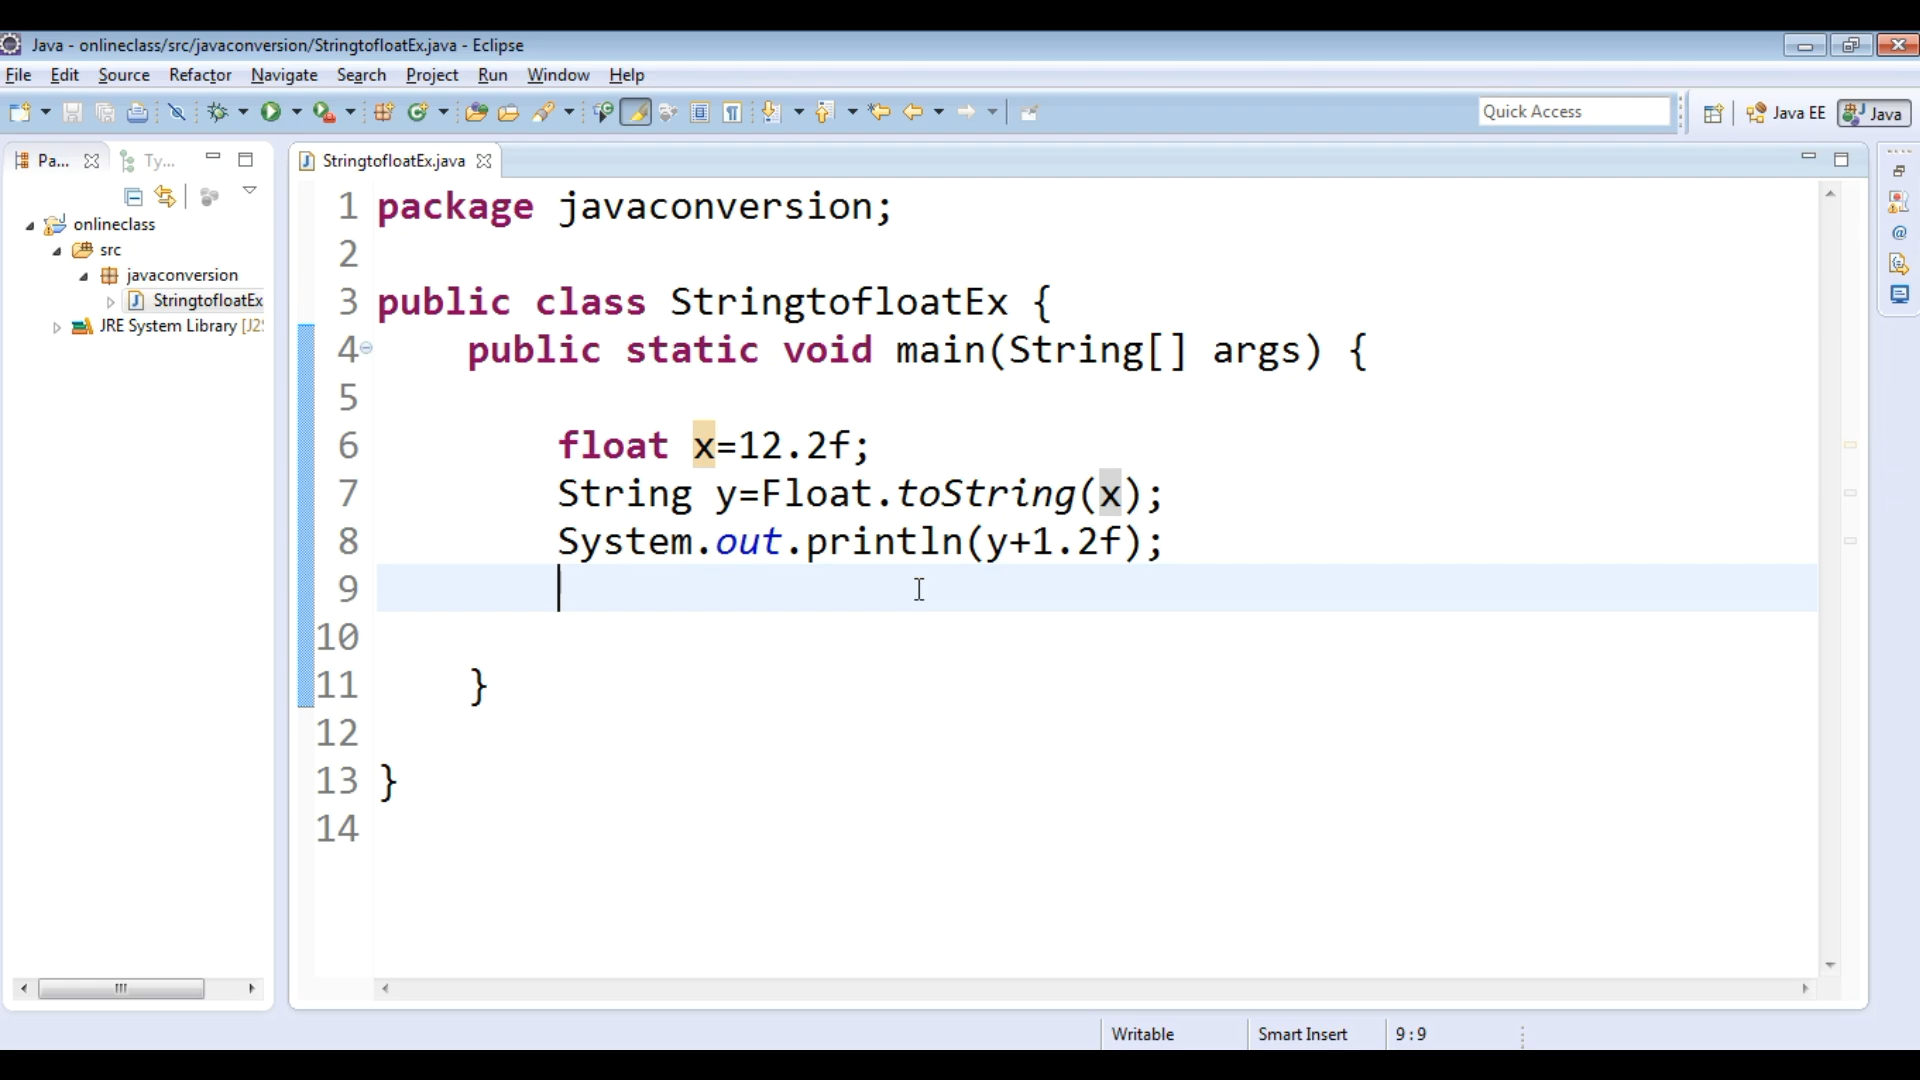 Java - onlineclass/src/javaconversion/StringtofloatEx.java - Eclipse
File Edit Source Refactor Navigate Search Project Run Window Help
Quick Access
Java EE
Java
Pa...
Ty...
StringtofloatEx.java
onlineclass
src
javaconversion
StringtofloatEx
JRE System Library [J2S
1 package javaconversion;
2
3 public class StringtofloatEx {
4 public static void main(String[] args) {
5
6 float x=12.2f;
7 String y=Float.toString(x);
8 System.out.println(y+1.2f);
9
10
11 }
12
13 }
14
Writable
Smart Insert
9 : 9